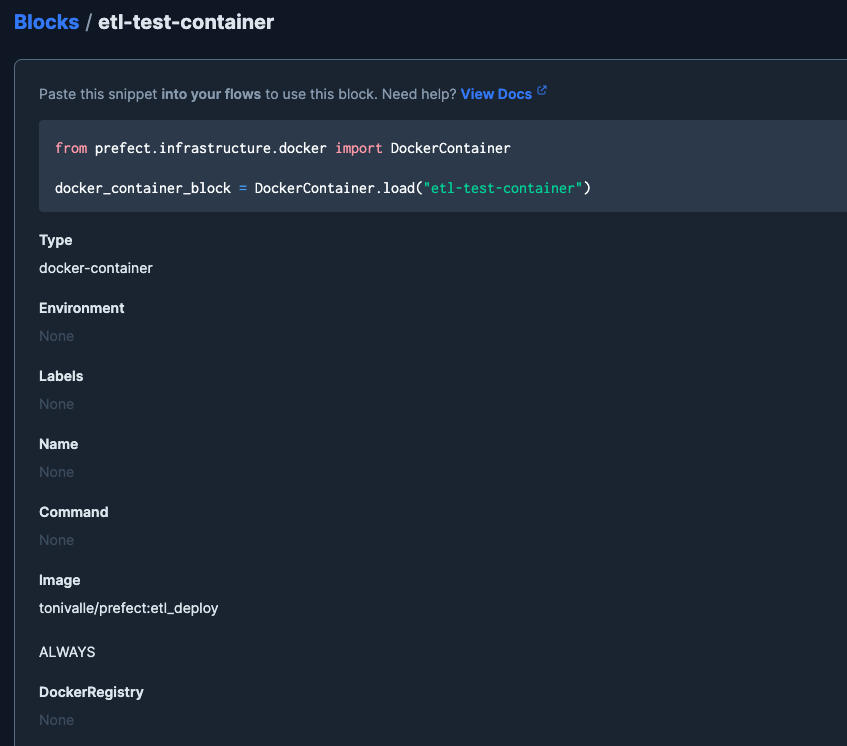 Blocks / etl-test-container
Paste this snippet into your flows to use this block. Need help? View Docs
from prefect.infrastructure.docker import DockerContainer
docker_container_block = DockerContainer.load("etl-test-container")
Type
docker-container
Environment
None
Labels
None
Name
None
Command
None
Image
tonivalle/prefect:etl_deploy
ALWAYS
DockerRegistry
None